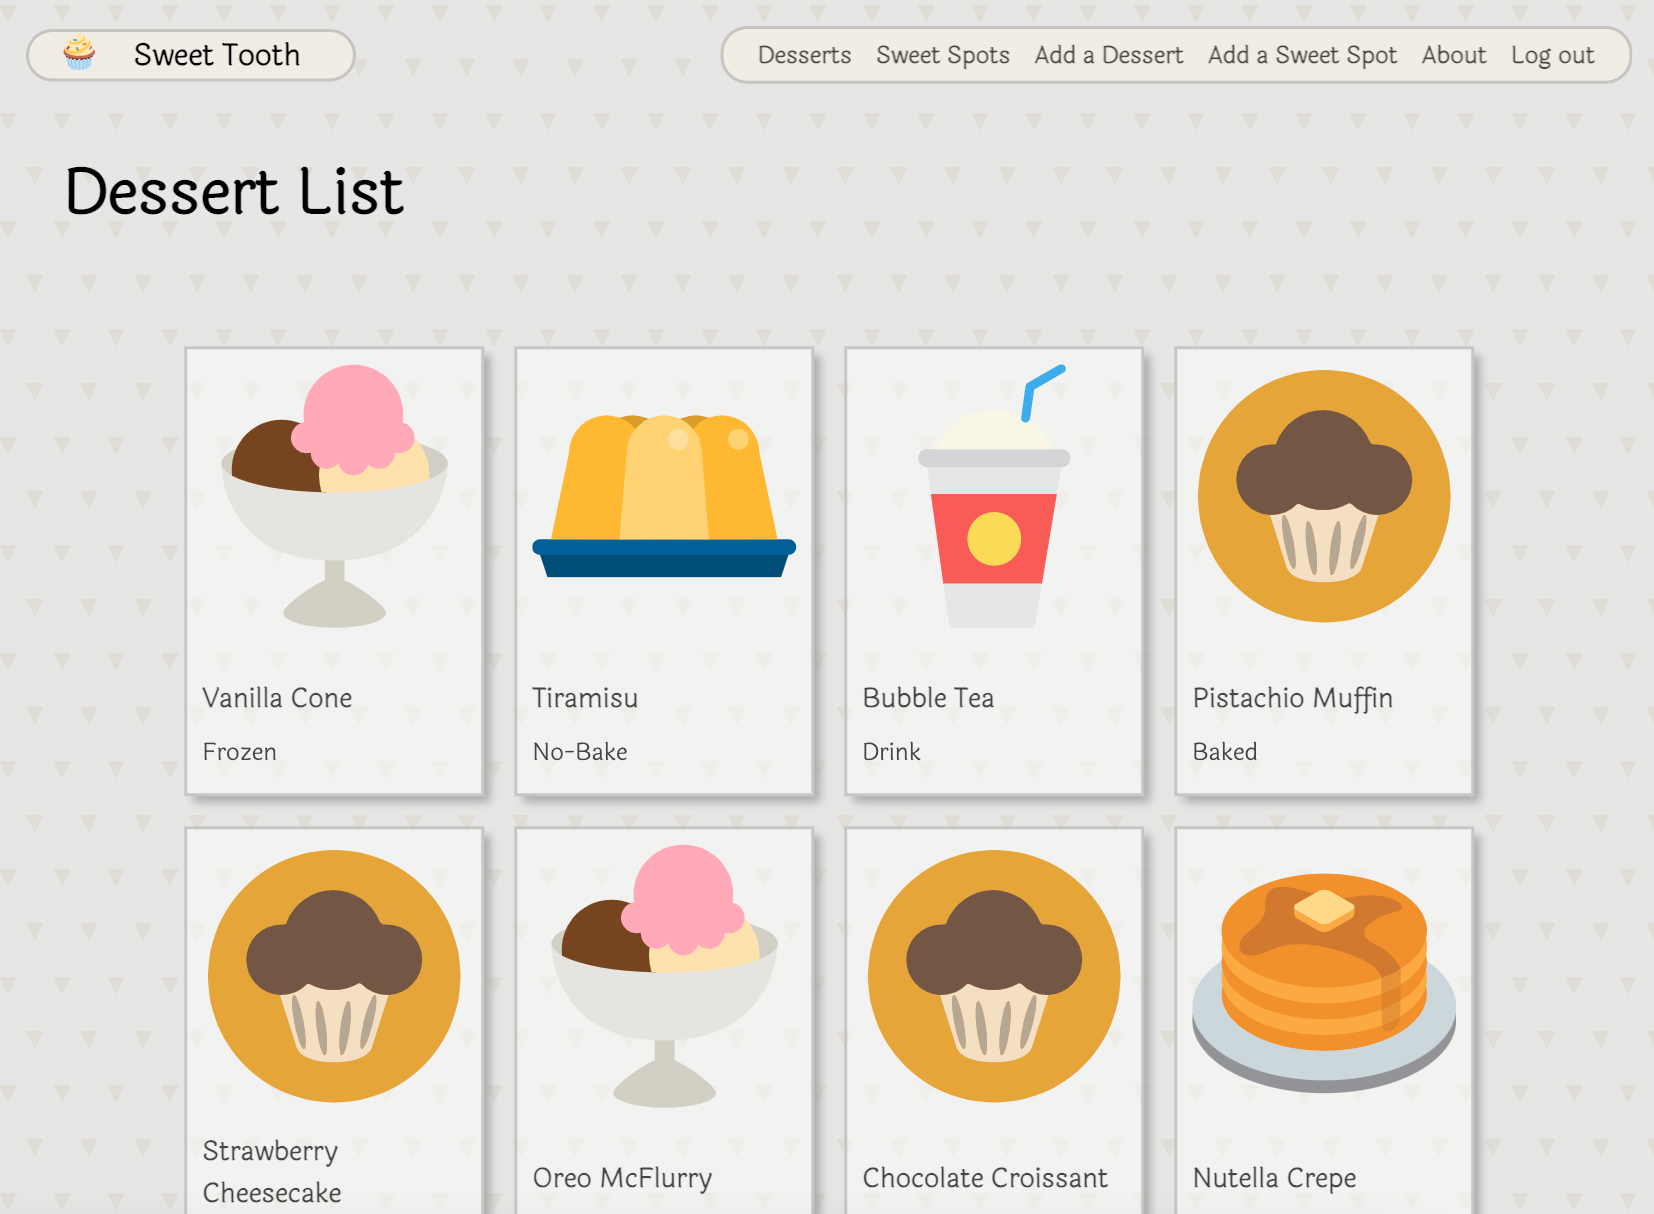 Sweet Tooth
Desserts Sweet Spots Add a Dessert Add a Sweet Spot About Log out
Dessert List
Vanilla Cone
Frozen
Tiramisu
No-Bake
Bubble Tea
Drink
Pistachio Muffin
Baked
Strawberry
Cheesecake
Oreo McFlurry
Chocolate Croissant
Nutella Crepe